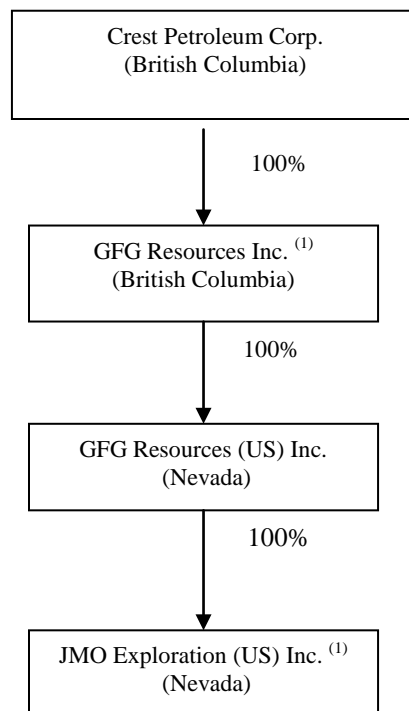 Crest Petroleum Corp.
(British Columbia)
100%
GFG Resources Inc. (1)
(British Columbia)
100%
GFG Resources (US) Inc.
(Nevada)
100%
JMO Exploration (US) Inc. (1)
(Nevada)